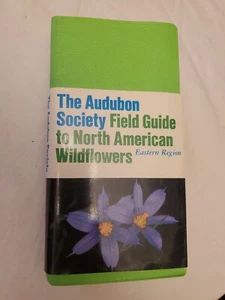 The Audubon
Society Field Guide
to North American
Wildflowers Eastern Region